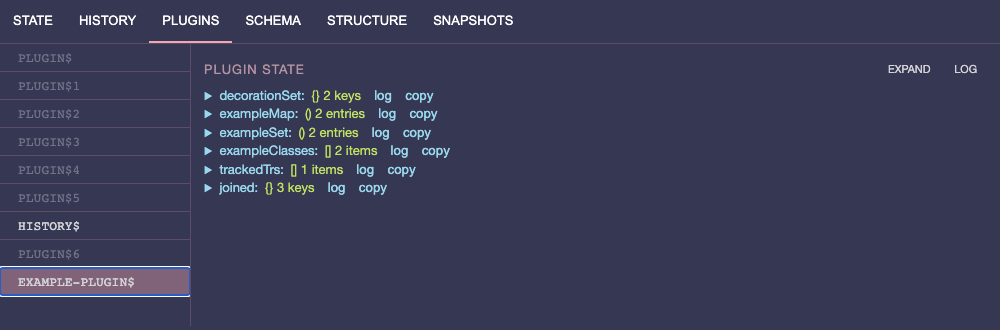 STATE HISTORY PLUGINS SCHEMA STRUCTURE SNAPSHOTS
PLUGIN$
PLUGIN$1
PLUGIN$2
PLUGIN$3
PLUGIN$4
PLUGIN$5
HISTORY$
PLUGIN$6
EXAMPLE-PLUGIN$
PLUGIN STATE EXPAND LOG
▶ decorationSet: {} 2 keys log copy
▶ exampleMap: () 2 entries log copy
▶ exampleSet: () 2 entries log copy
▶ exampleClasses: [] 2 items log copy
▶ trackedTrs: [] 1 items log copy
▶ joined: {} 3 keys log copy